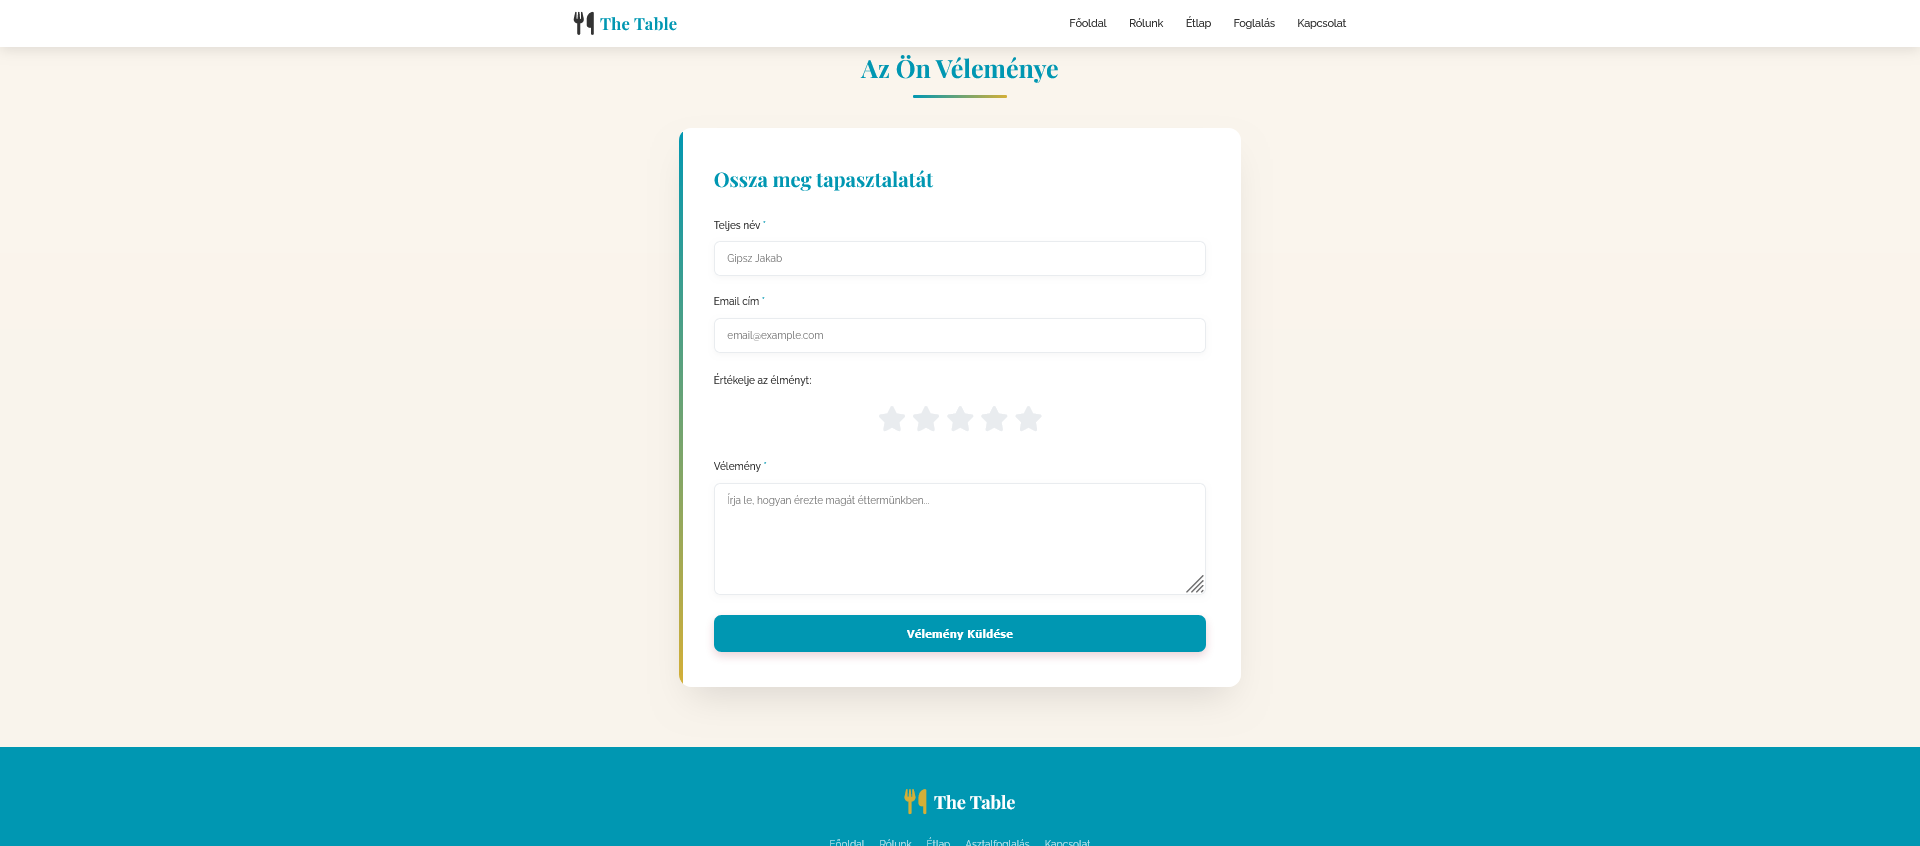 The Table
Főoldal Rólunk Étlap Foglalás Kapcsolat
Az Ön Véleménye
Ossza meg tapasztalatát
Teljes név *
Gipsz Jakab
Email cím *
email@example.com
Értékelje az élményt:
Vélemény *
Írja le, hogyan érezte magát éttermünkben...
Vélemény Küldése
The Table
Főoldal Rólunk Étlap Asztalfoglalás Kapcsolat